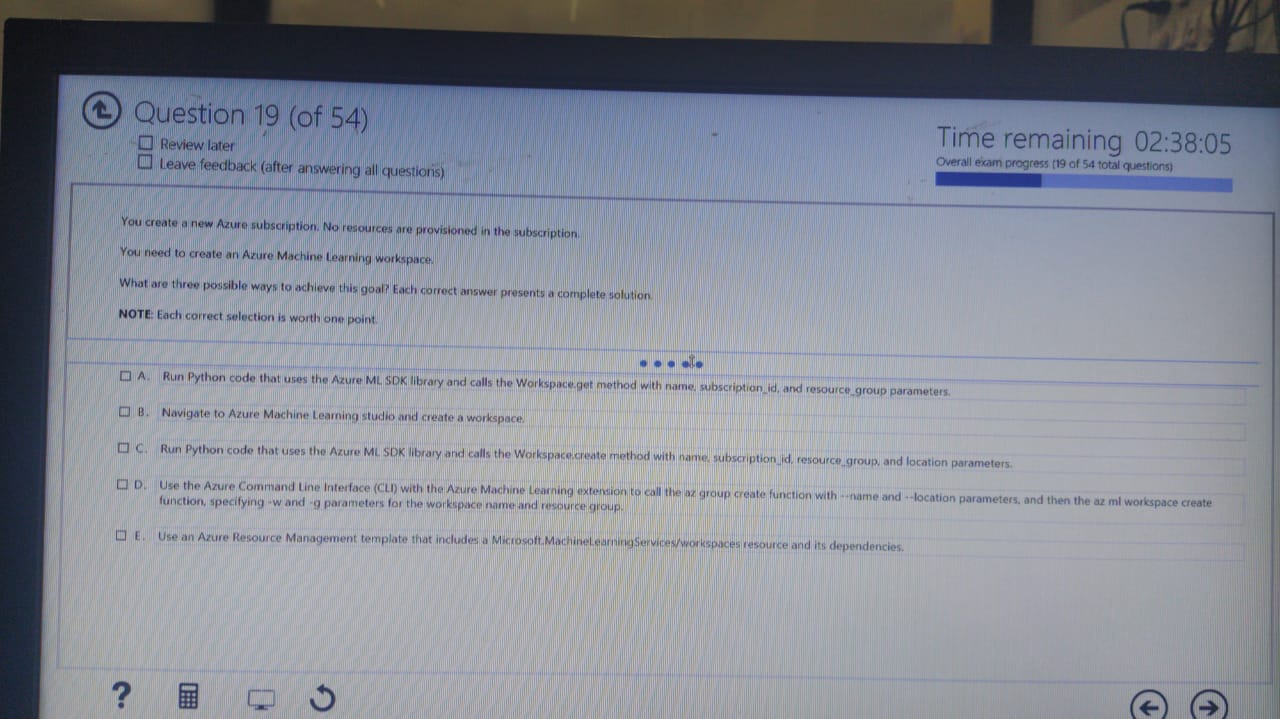 Question 19 (of 54)
Review later
Leave feedback (after answering all questions)
Time remaining 02:38:05
Overall exam progress (19 of 54 total questions)
You create a new Azure subscription. No resources are provisioned in the subscription.
You need to create an Azure Machine Learning workspace.
What are three possible ways to achieve this goal? Each correct answer presents a complete solution.
NOTE: Each correct selection is worth one point.
A. Run Python code that uses the Azure ML SDK library and calls the Workspace.get method with name, subscription_id, and resource_group parameters.
B. Navigate to Azure Machine Learning studio and create a workspace.
C. Run Python code that uses the Azure ML SDK library and calls the Workspace.create method with name, subscription_id, resource_group, and location parameters.
D. Use the Azure Command Line Interface (CLI) with the Azure Machine Learning extension to call the az group create function with --name and --location parameters, and then the az ml workspace create
function, specifying -w and -g parameters for the workspace name and resource group.
E. Use an Azure Resource Management template that includes a Microsoft.MachineLearningServices/workspaces resource and its dependencies.
?